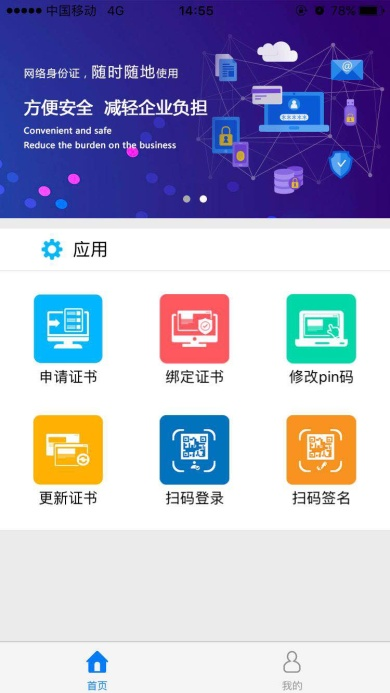 中国移动 4G 14:55 78%
网络身份证，随时随地使用
方便安全 减轻企业负担
Convenient and safe
Reduce the burden on the business
应用
申请证书 绑定证书 修改pin码
更新证书 扫码登录 扫码签名
首页 我的